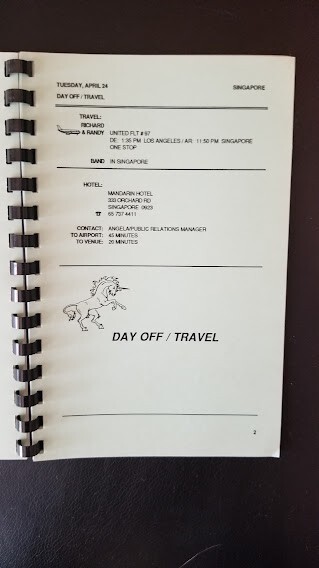 TUESDAY, APRIL 24 SINGAPORE
DAY OFF / TRAVEL
TRAVEL:
RICHARD
& RANDY UNITED FLT # 97
DE: 1:35 PM LOS ANGELES / AR: 11:50 PM SINGAPORE
ONE STOP
BAND IN SINGAPORE
HOTEL:
MANDARIN HOTEL
333 ORCHARD RD
SINGAPORE 0923
☎ 65 737 4411
CONTACT: ANGELA/PUBLIC RELATIONS MANAGER
TO AIRPORT: 45 MINUTES
TO VENUE: 20 MINUTES
DAY OFF / TRAVEL
2